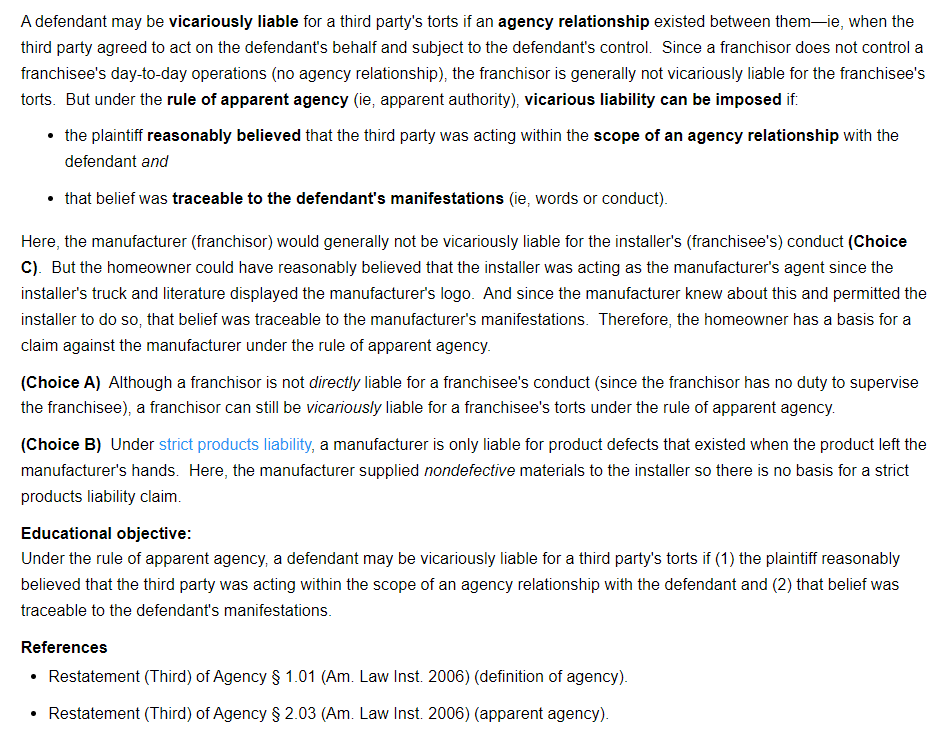 A defendant may be vicariously liable for a third party's torts if an agency relationship existed between them—ie, when the
third party agreed to act on the defendant's behalf and subject to the defendant's control. Since a franchisor does not control a
franchisee's day-to-day operations (no agency relationship), the franchisor is generally not vicariously liable for the franchisee's
torts. But under the rule of apparent agency (ie, apparent authority), vicarious liability can be imposed if:
• the plaintiff reasonably believed that the third party was acting within the scope of an agency relationship with the
defendant and
• that belief was traceable to the defendant's manifestations (ie, words or conduct).
Here, the manufacturer (franchisor) would generally not be vicariously liable for the installer's (franchisee's) conduct (Choice
C). But the homeowner could have reasonably believed that the installer was acting as the manufacturer's agent since the
installer's truck and literature displayed the manufacturer's logo. And since the manufacturer knew about this and permitted the
installer to do so, that belief was traceable to the manufacturer's manifestations. Therefore, the homeowner has a basis for a
claim against the manufacturer under the rule of apparent agency.
(Choice A) Although a franchisor is not directly liable for a franchisee's conduct (since the franchisor has no duty to supervise
the franchisee), a franchisor can still be vicariously liable for a franchisee's torts under the rule of apparent agency.
(Choice B) Under strict products liability, a manufacturer is only liable for product defects that existed when the product left the
manufacturer's hands. Here, the manufacturer supplied nondefective materials to the installer so there is no basis for a strict
products liability claim.
Educational objective:
Under the rule of apparent agency, a defendant may be vicariously liable for a third party's torts if (1) the plaintiff reasonably
believed that the third party was acting within the scope of an agency relationship with the defendant and (2) that belief was
traceable to the defendant's manifestations.
References
• Restatement (Third) of Agency § 1.01 (Am. Law Inst. 2006) (definition of agency).
• Restatement (Third) of Agency § 2.03 (Am. Law Inst. 2006) (apparent agency).